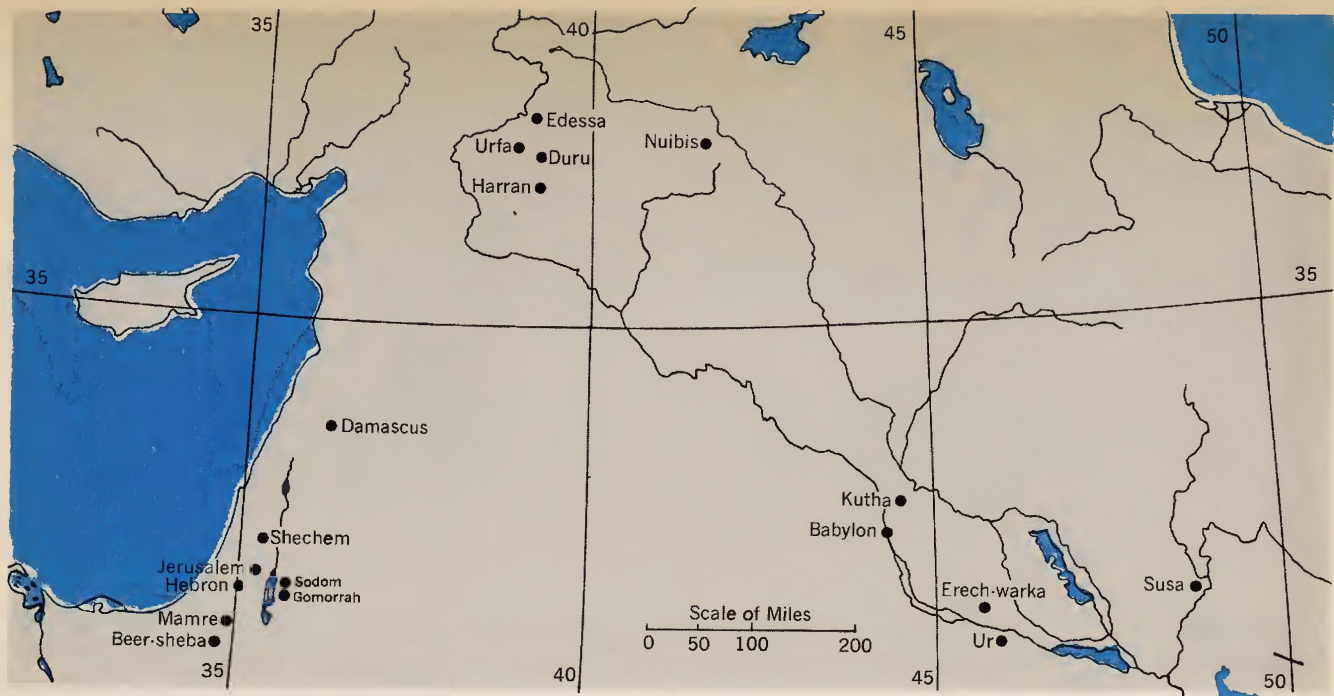 35
40
45
50
Edessa
Urfa
Duru
Nuibis
Harran
35
35
Damascus
Kutha
Babylon
Shechem
Jerusalem
Hebron
Sodom
Gomorrah
Mamre
Beer-sheba
Erech-warka
Susa
Ur
Scale of Miles
0 50 100 200
35
40
45
50